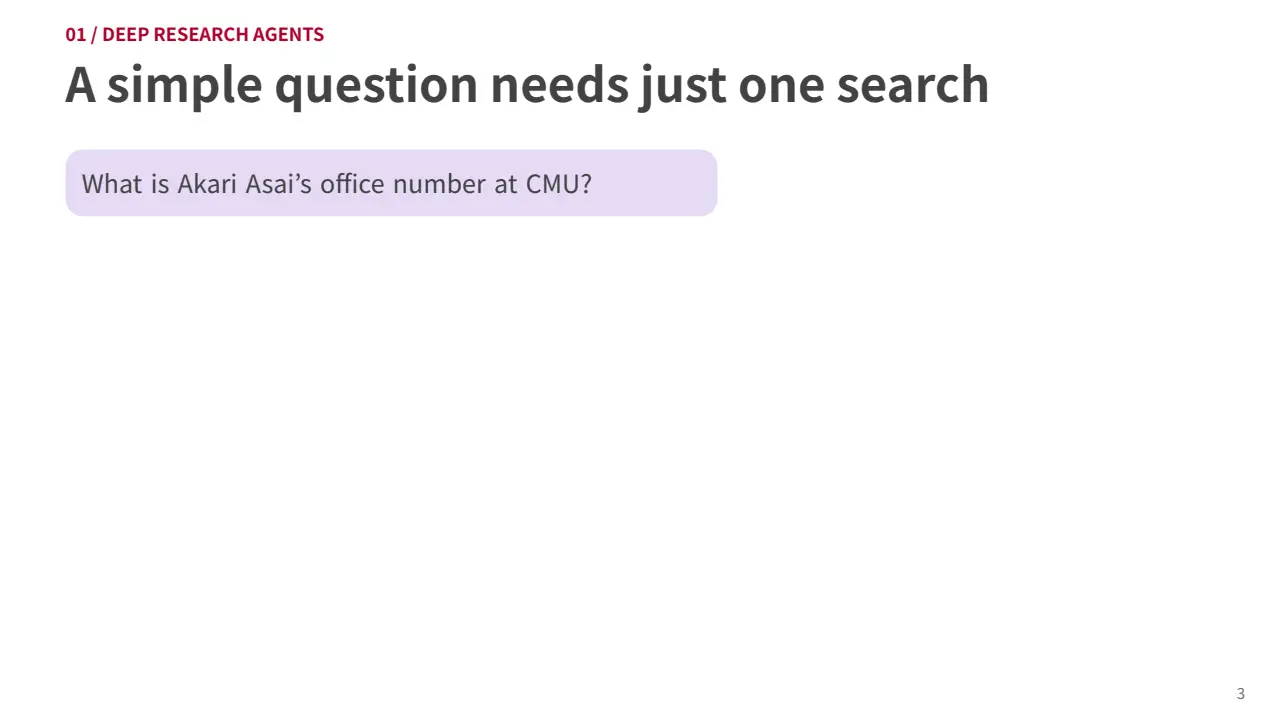 01 / DEEP RESEARCH AGENTS
A simple question needs just one search
What is Akari Asai’s office number at CMU?
3